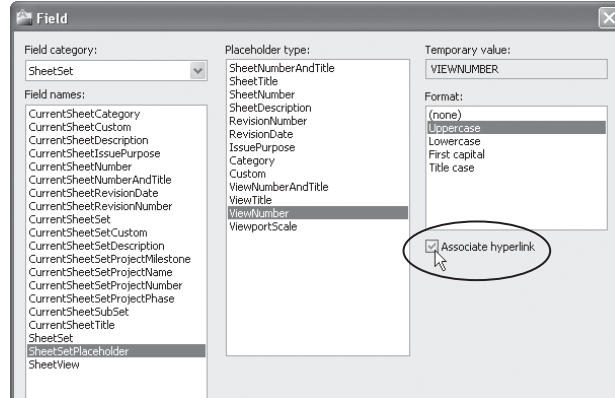 Field
Field category:
SheetSet
Field names:
CurrentSheetCategory
CurrentSheetCustom
CurrentSheetDescription
CurrentSheetIssuePurpose
CurrentSheetNumber
CurrentSheetNumberAndTitle
CurrentSheetRevisionDate
CurrentSheetRevisionNumber
CurrentSheetSet
CurrentSheetSetCustom
CurrentSheetSetDescription
CurrentSheetSetProjectMilestone
CurrentSheetSetProjectName
CurrentSheetSetProjectNumber
CurrentSheetSetProjectPhase
CurrentSheetSubSet
CurrentSheetTitle
SheetSet
SheetSetPlaceholder
SheetView
Placeholder type:
SheetNumberAndTitle
SheetTitle
SheetNumber
SheetDescription
RevisionNumber
RevisionDate
IssuePurpose
Category
Custom
ViewNumberAndTitle
ViewTitle
ViewNumber
ViewportScale
Temporary value:
VIEWNUMBER
Format:
(none)
Uppercase
Lowercase
First capital
Title case
Associate hyperlink